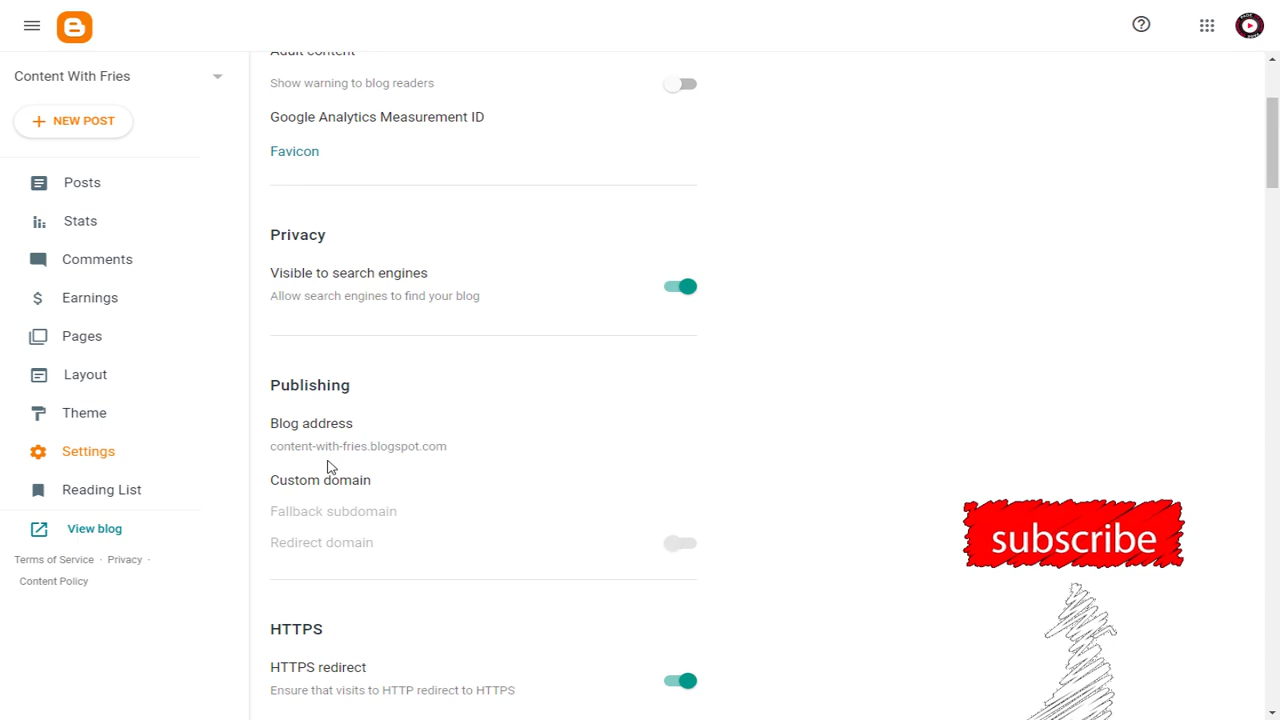 Content With Fries
NEW POST
Posts
Stats
Comments
Earnings
Pages
Layout
Theme
Settings
Reading List
View blog
Terms of Service · Privacy ·
Content Policy
Adult content
Show warning to blog readers
Google Analytics Measurement ID
Favicon
Privacy
Visible to search engines
Allow search engines to find your blog
Publishing
Blog address
content-with-fries.blogspot.com
Custom domain
Fallback subdomain
Redirect domain
HTTPS
HTTPS redirect
Ensure that visits to HTTP redirect to HTTPS
subscribe